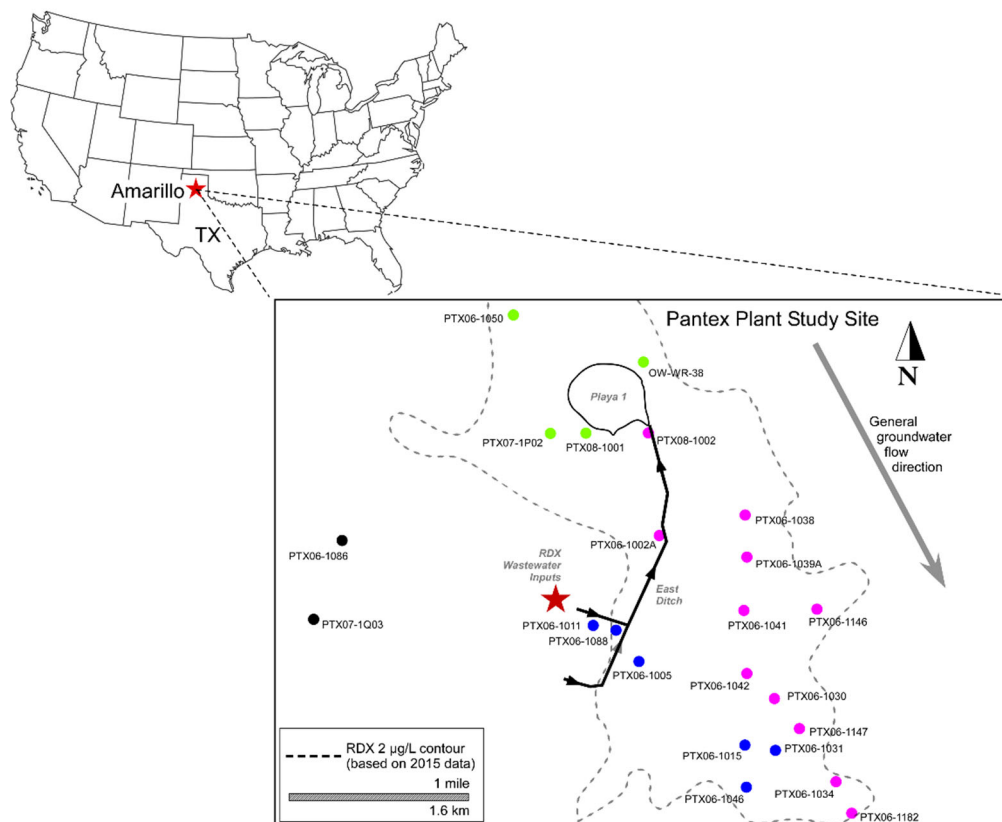 Amarillo
TX
Pantex Plant Study Site
PTX06-1050
OW-WR-38
N
Playa 1
General
groundwater
flow
direction
PTX07-1P02
PTX08-1001
PTX08-1002
PTX06-1038
PTX06-1086
PTX06-1002A
RDX
Wastewater
Inputs
PTX06-1039A
East
Ditch
PTX07-1Q03
PTX06-1011
PTX06-1088
PTX06-1041
PTX06-1146
PTX06-1005
PTX06-1042
PTX06-1030
PTX06-1147
PTX06-1015
PTX06-1031
RDX 2 µg/L contour
(based on 2015 data)
1 mile
1.6 km
PTX06-1046
PTX06-1034
PTX06-1182